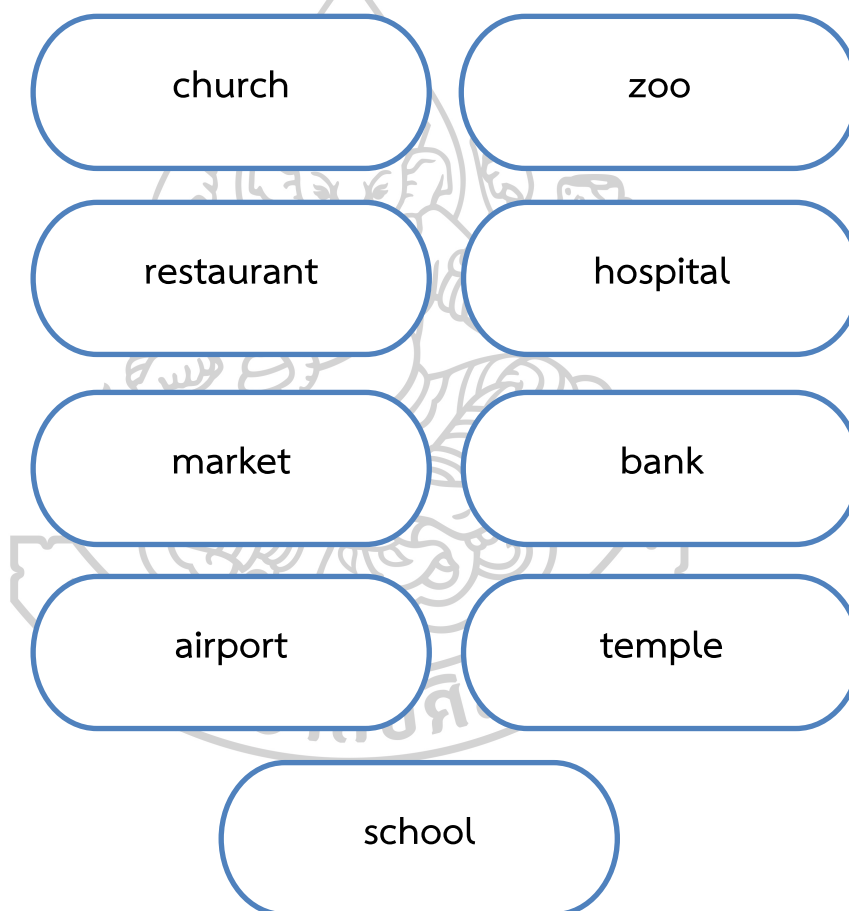 church
zoo
restaurant
hospital
market
bank
airport
temple
school